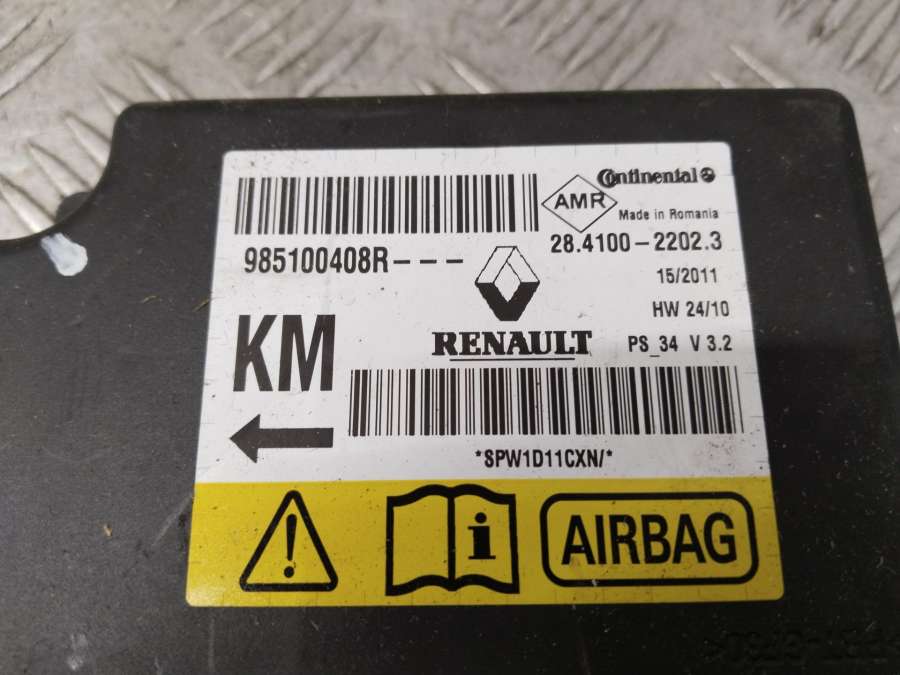 Continental
AMR
Made in Romania
985100408R---
28.4100-2202.3
15/2011
HW 24/10
KM
RENAULT
PS_34 V 3.2
*SPW1D11CXN/*
i
AIRBAG